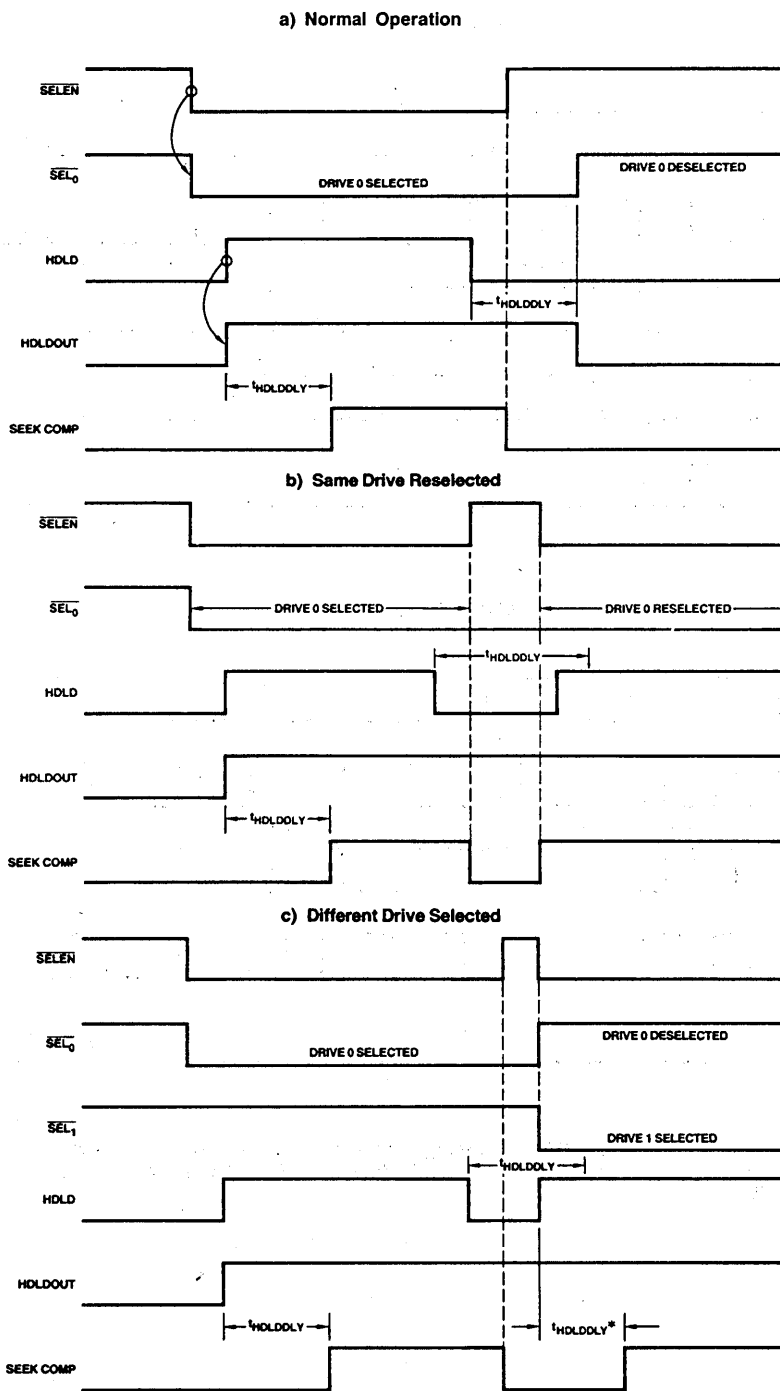 a) Normal Operation
SELEN
SEL0
DRIVE 0 SELECTED
DRIVE 0 DESELECTED
HDLD
tHDLDDLY
HDLDOUT
tHDLDDLY
SEEK COMP
b) Same Drive Reselected
SELEN
SEL0
DRIVE 0 SELECTED
DRIVE 0 RESELECTED
tHDLDDLY
HDLD
HDLDOUT
tHDLDDLY
SEEK COMP
c) Different Drive Selected
SELEN
SEL0
DRIVE 0 SELECTED
DRIVE 0 DESELECTED
SEL1
DRIVE 1 SELECTED
tHDLDDLY
HDLD
HDLDOUT
tHDLDDLY
tHDLDDLY*
SEEK COMP